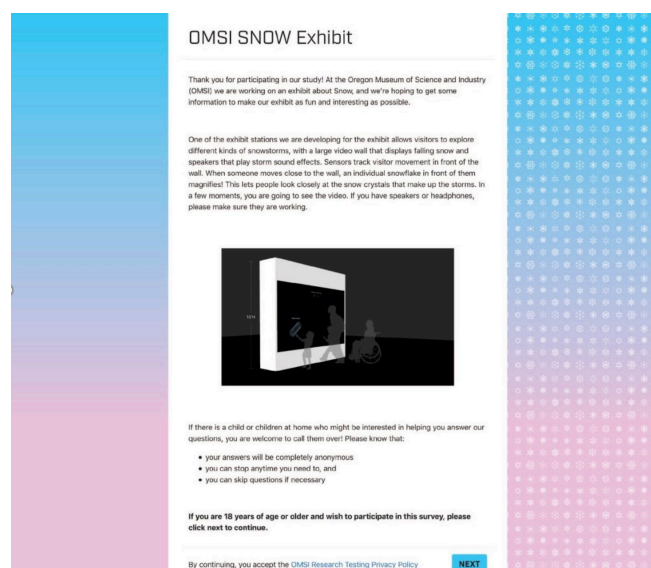 OMSI SNOW Exhibit
Thank you for participating in our study! At the Oregon Museum of Science and Industry
(OMSI) we are working on an exhibit about Snow, and we're hoping to get some
information to make our exhibit as fun and interesting as possible.
One of the exhibit stations we are developing for the exhibit allows visitors to explore
different kinds of snowstorms, with a large video wall that displays falling snow and
speakers that play storm sound effects. Sensors track visitor movement in front of the
wall. When someone moves close to the wall, an individual snowflake in front of them
magnifies! This lets people look closely at the snow crystals that make up the storms. In
a few moments, you are going to see the video. If you have speakers or headphones,
please make sure they are working.
If there is a child or children at home who might be interested in helping you answer our
questions, you are welcome to call them over! Please know that:
• your answers will be completely anonymous
• you can stop anytime you need to, and
• you can skip questions if necessary
If you are 18 years of age or older and wish to participate in this survey, please
click next to continue.
By continuing, you accept the OMSI Research Testing Privacy Policy
NEXT